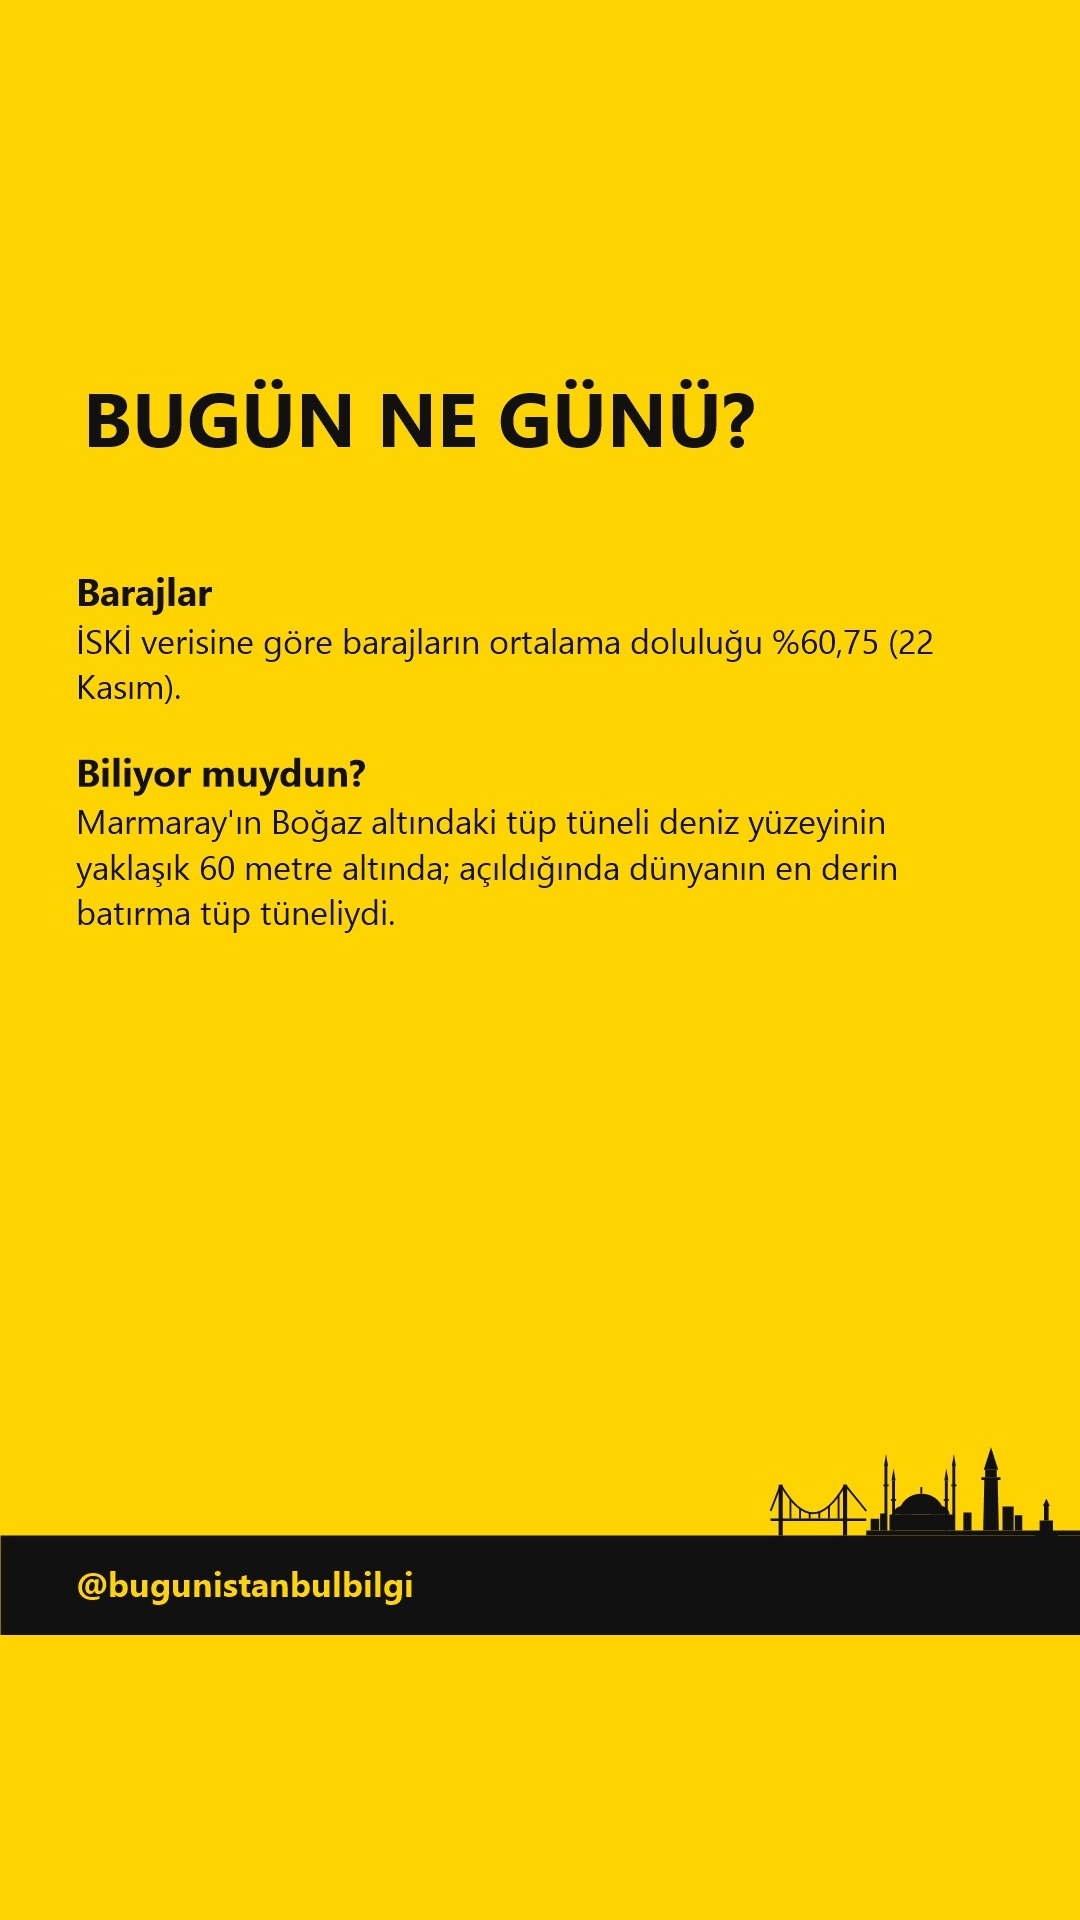 BUGÜN NE GÜNÜ?
Barajlar
İSKİ verisine göre barajların ortalama doluluğu %60,75 (22
Kasım).
Biliyor muydun?
Marmaray'ın Boğaz altındaki tüp tüneli deniz yüzeyinin
yaklaşık 60 metre altında; açıldığında dünyanın en derin
batırma tüp tüneliydi.
@bugunistanbulbilgi